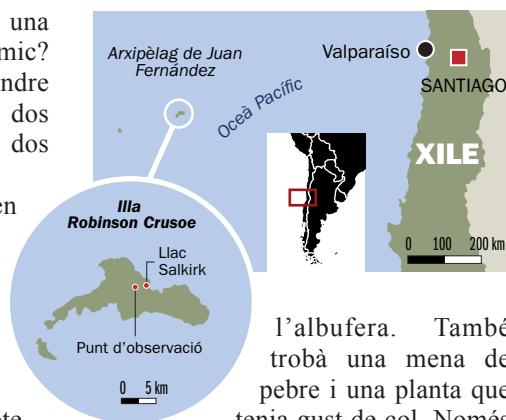 una
mic?
andre
dos
dos
en
Arxipèlag de Juan
Fernández
Oceà Pacífic
Valparaíso
SANTIAGO
XILE
0 100 200 km
Illa
Robinson Crusoe
Llac
Salkirk
Punt d'observació
0 5 km
l'albufera. També
trobà una mena de
pebre i una planta que
tenia gust de col. Només